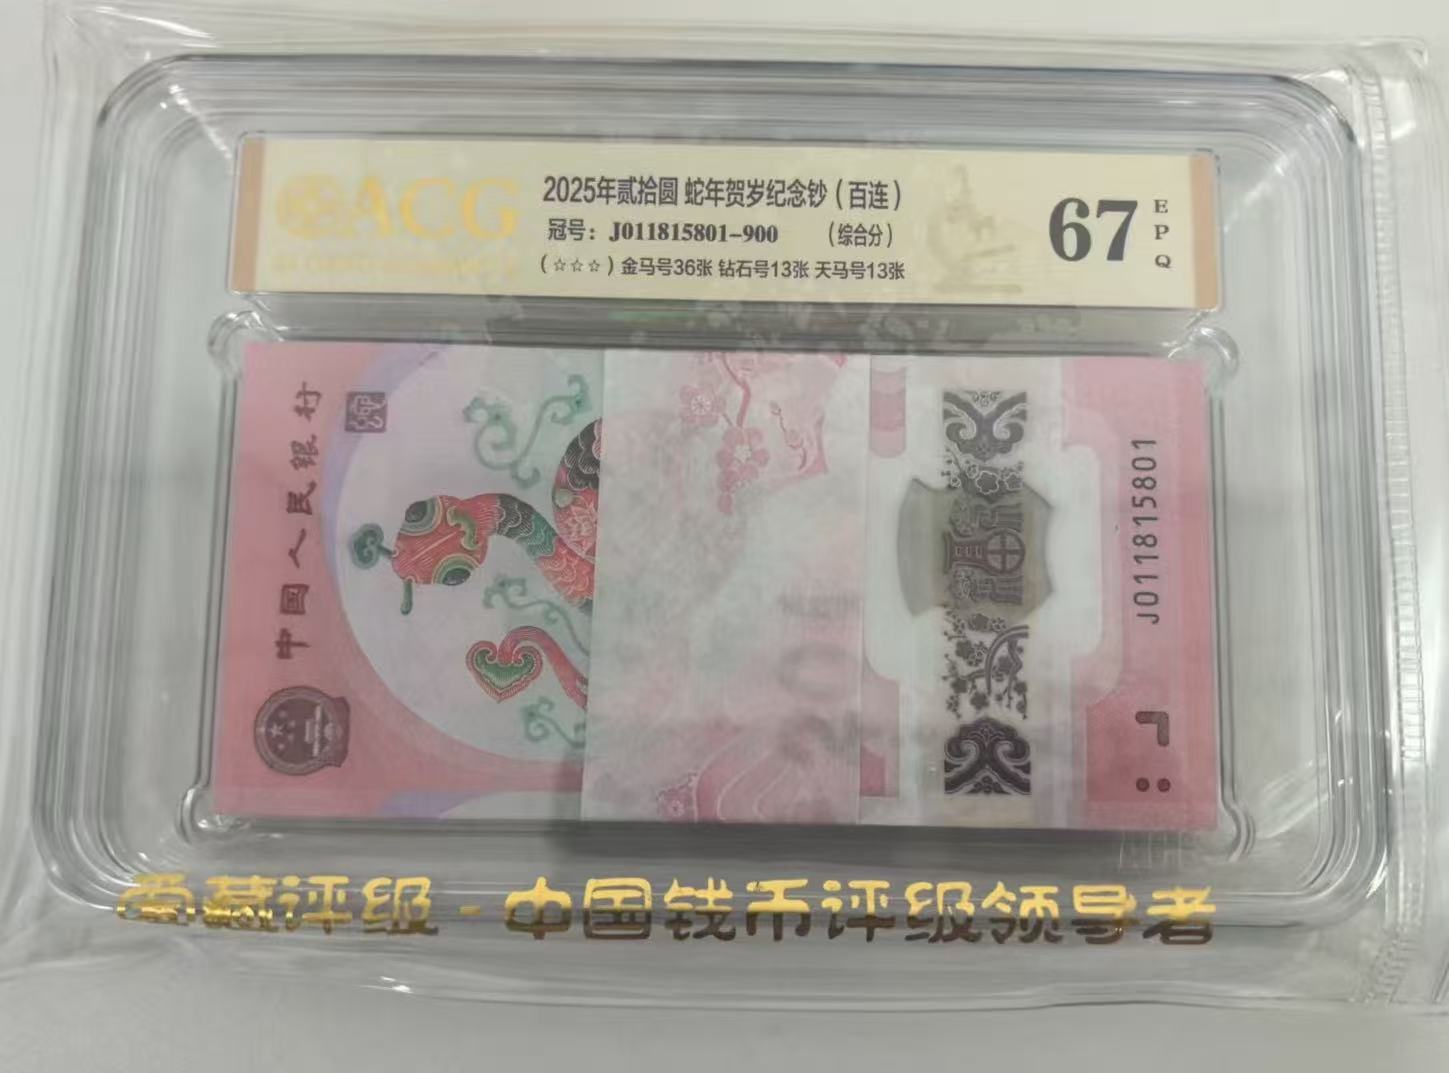 ACG
2025年贰拾圆 蛇年贺岁纪念钞（百连）
冠号：J011815801-900 （综合分）
(☆☆☆) 金马号36张 钻石号13张 天马号13张
67
EPQ
中国人民银行
J011815801
爱藏评级-中国钱币评级领导者